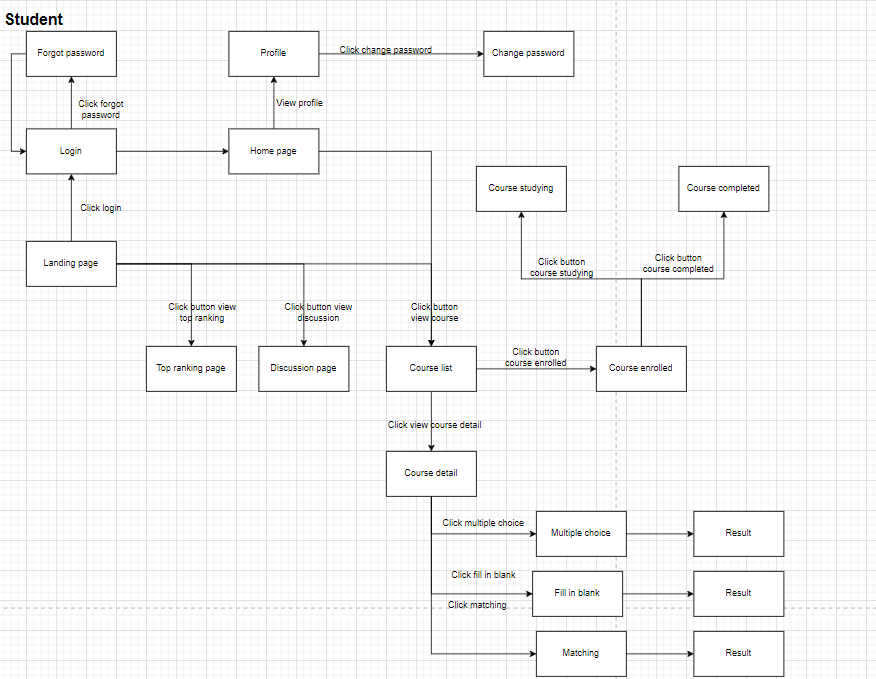 Student
Forgot password
Profile
Click change password
Change password
Click forgot
password
View profile
Login
Home page
Course studying
Course completed
Click login
Landing page
Click button
course studying
Click button
course completed
Click button view
top ranking
Click button view
discussion
Click button
view course
Top ranking page
Discussion page
Course list
Click button
course enrolled
Course enrolled
Click view course detail
Course detail
Click multiple choice
Multiple choice
Result
Click fill in blank
Fill in blank
Result
Click matching
Matching
Result